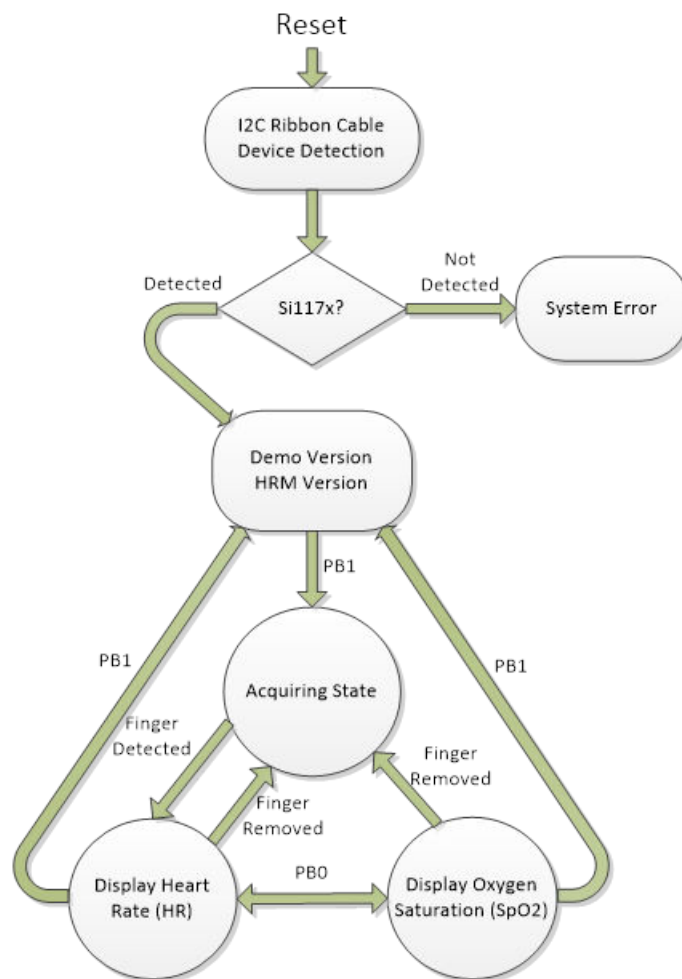 Reset
I2C Ribbon Cable
Device Detection
Detected
Si117x?
Not
Detected
System Error
Demo Version
HRM Version
PB1
PB1
PB1
Acquiring State
Finger
Detected
Finger
Removed
Finger
Removed
Display Heart
Rate (HR)
PB0
Display Oxygen
Saturation (SpO2)